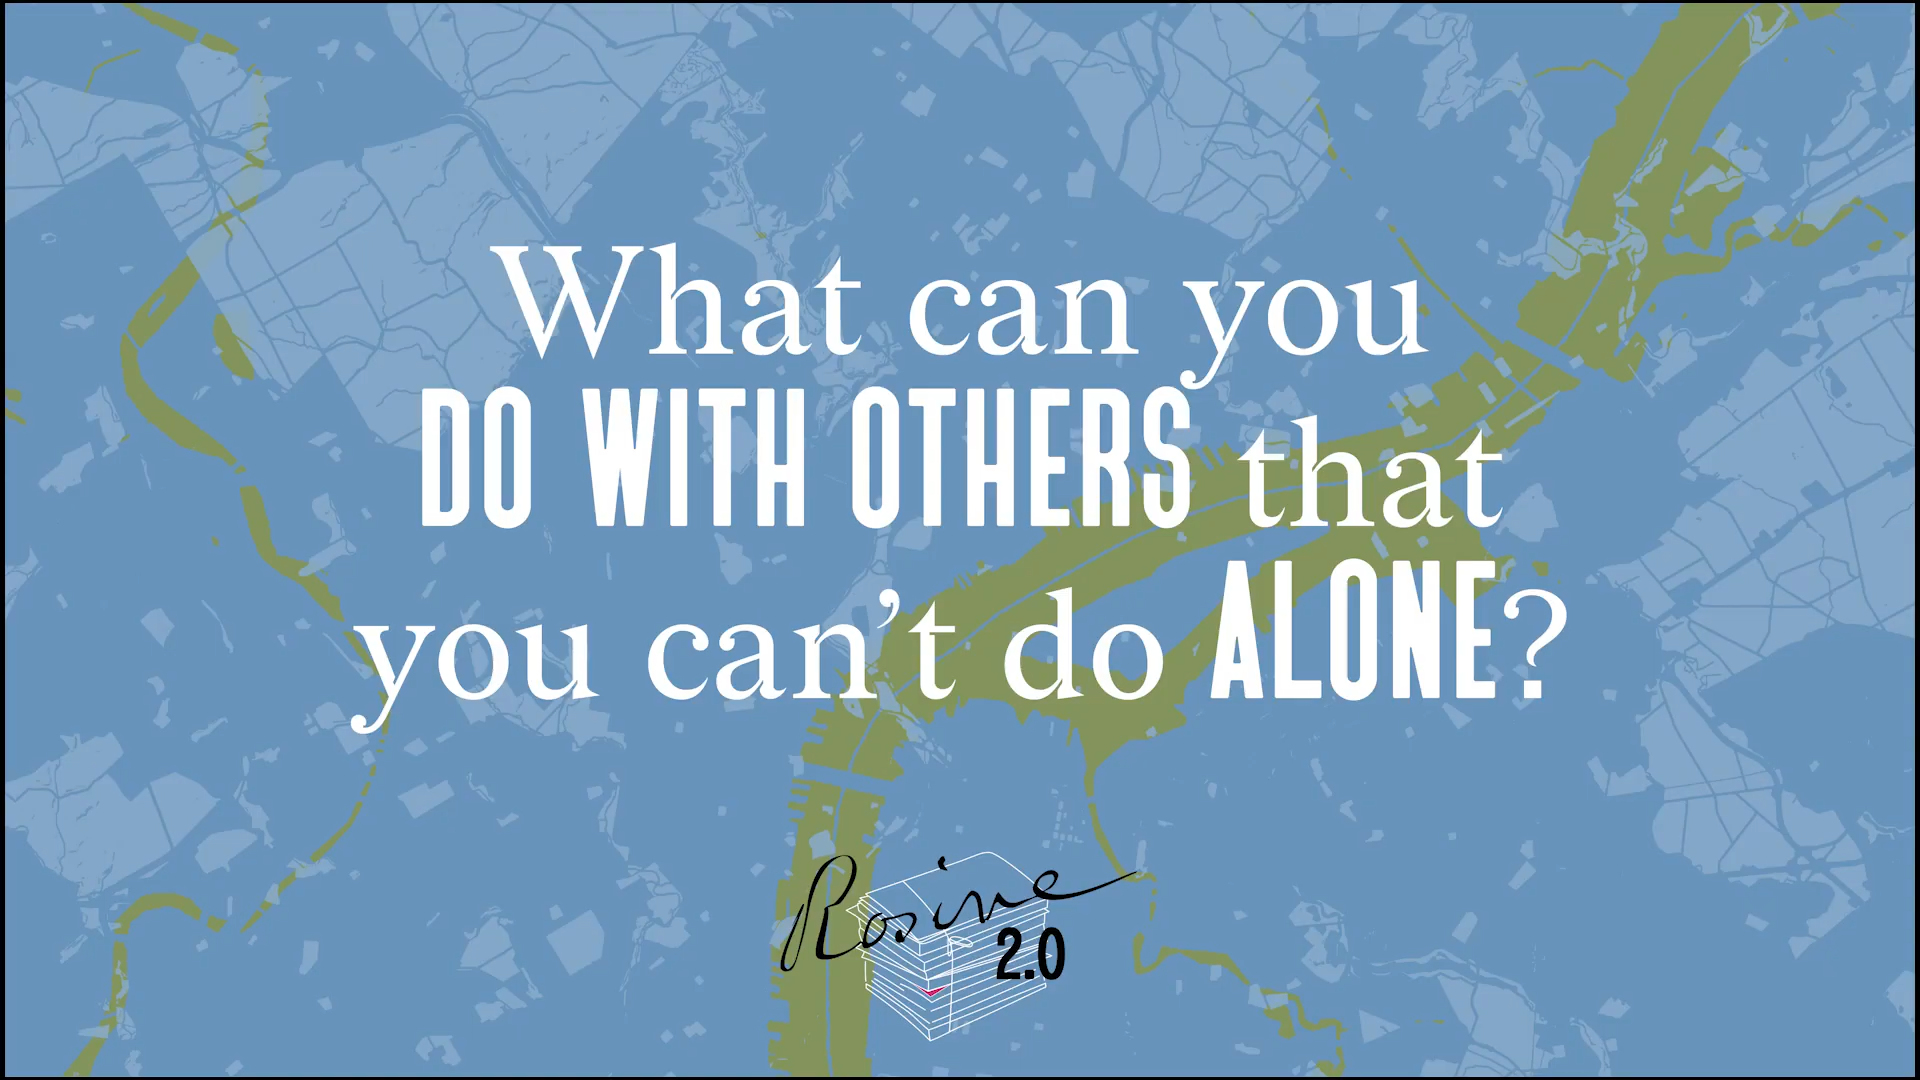 What can you
DO WITH OTHERS that
you can’t do ALONE?
Rosine
2.0